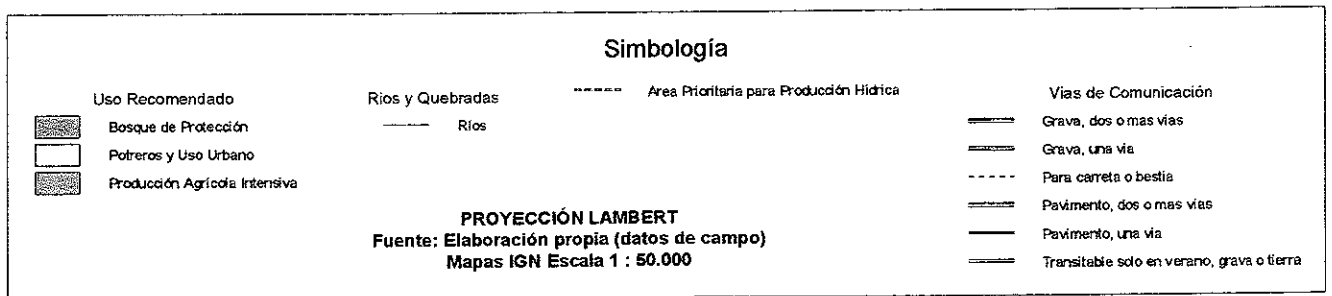 Simbología
Uso Recomendado
Bosque de Protección
Potreros y Uso Urbano
Producción Agrícola Intensiva
Rios y Quebradas
Rios
Area Prioritaria para Producción Hídrica
PROYECCIÓN LAMBERT
Fuente: Elaboración propia (datos de campo)
Mapas IGN Escala 1 : 50.000
Vias de Comunicación
Grava, dos o mas vias
Grava, una via
Para carreta o bestia
Pavimento, dos o mas vias
Pavimento, una via
Transitable solo en verano, grava o tierra